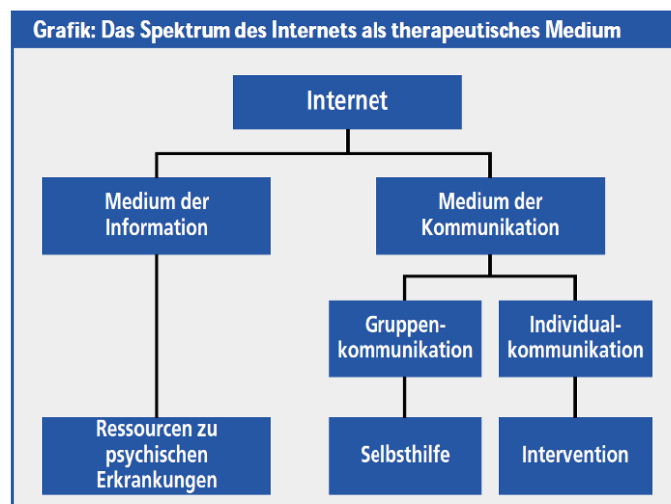 Grafik: Das Spektrum des Internets als therapeutisches Medium
Internet
Medium der
Information
Medium der
Kommunikation
Gruppen-
kommunikation
Individual-
kommunikation
Ressourcen zu
psychischen
Erkrankungen
Selbsthilfe
Intervention